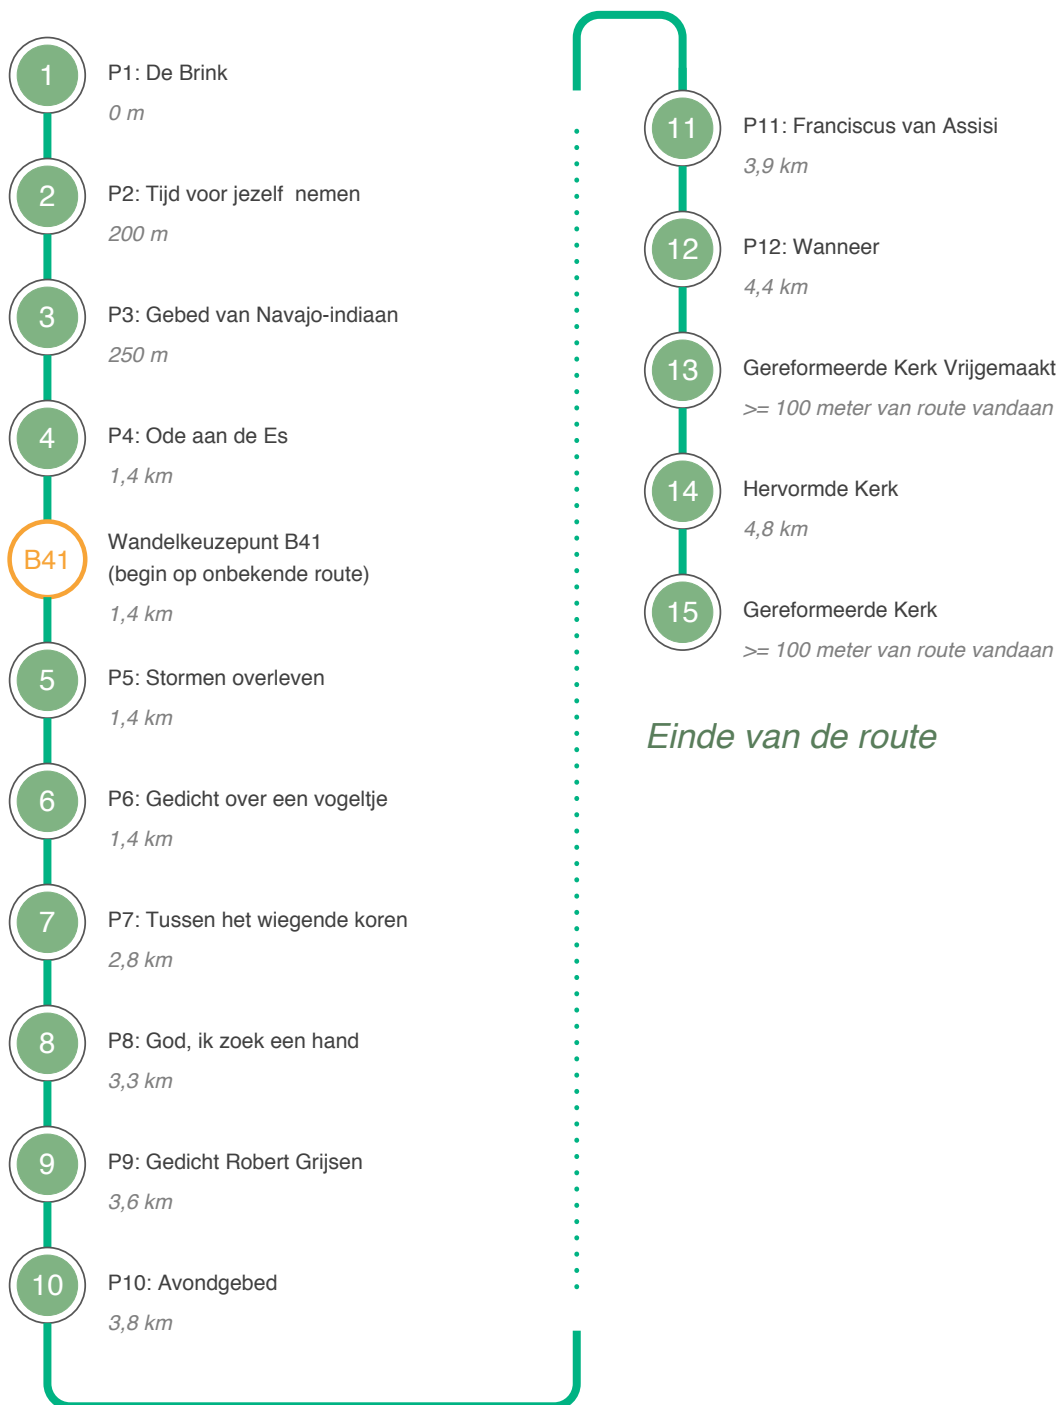 1
P1: De Brink
0 m
2
P2: Tijd voor jezelf  nemen
200 m
3
P3: Gebed van Navajo-indiaan
250 m
4
P4: Ode aan de Es
1,4 km
B41
Wandelkeuzepunt B41
(begin op onbekende route)
1,4 km
5
P5: Stormen overleven
1,4 km
6
P6: Gedicht over een vogeltje
1,4 km
7
P7: Tussen het wiegende koren
2,8 km
8
P8: God, ik zoek een hand
3,3 km
9
P9: Gedicht Robert Grijsen
3,6 km
10
P10: Avondgebed
3,8 km
11
P11: Franciscus van Assisi
3,9 km
12
P12: Wanneer
4,4 km
13
Gereformeerde Kerk Vrijgemaakt
>= 100 meter van route vandaan
14
Hervormde Kerk
4,8 km
15
Gereformeerde Kerk
>= 100 meter van route vandaan
Einde van de route